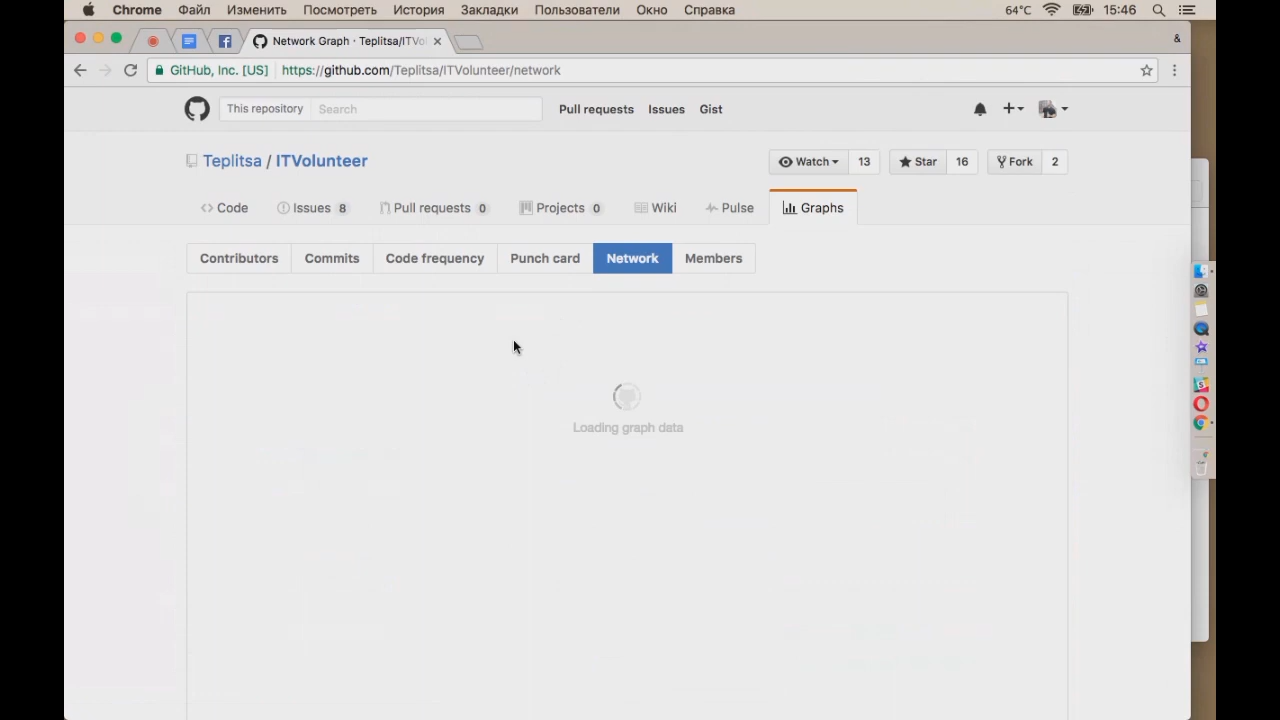 Chrome Файл Изменить Посмотреть История Закладки Пользователи Окно Справка 64°C 15:46
Network Graph · Teplitsa/ITVo
GitHub, Inc. [US] https://github.com/Teplitsa/ITVolunteer/network
This repository Search Pull requests Issues Gist
Teplitsa / ITVolunteer Watch 13 Star 16 Fork 2
Code Issues 8 Pull requests 0 Projects 0 Wiki Pulse Graphs
Contributors Commits Code frequency Punch card Network Members
Loading graph data